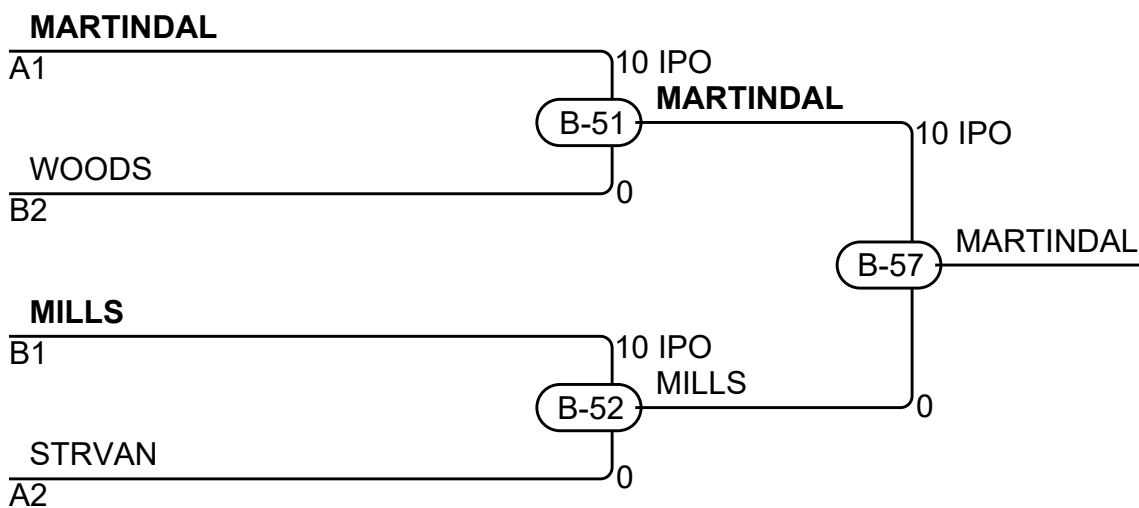 MARTINDAL
A1
10 IPO
MARTINDAL
B-51
10 IPO
WOODS
0
B2
MARTINDAL
B-57
MILLS
B1
10 IPO
MILLS
B-52
0
STRVAN
0
A2